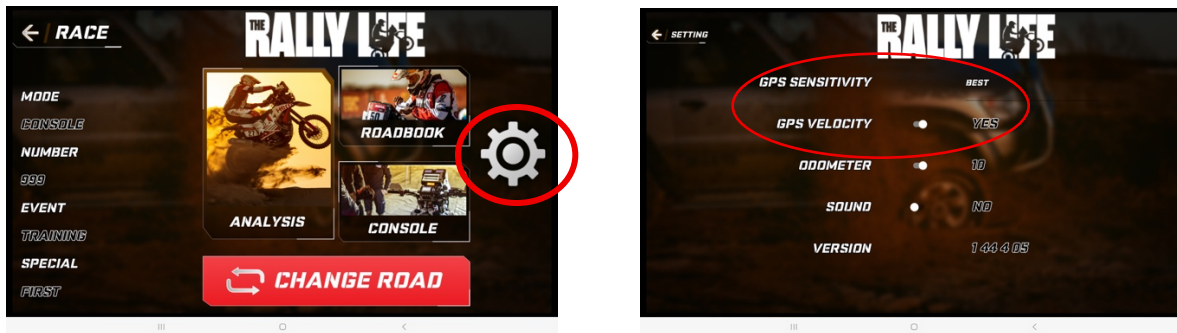 RACE
THE
RALLY LIFE
MODE
CONSOLE
NUMBER
999
EVENT
TRAINING
SPECIAL
FIRST
ANALYSIS
50
ROADBOOK
CONSOLE
CHANGE ROAD
SETTING
THE
RALLY LIFE
GPS SENSITIVITY BEST
GPS VELOCITY YES
ODOMETER 10
SOUND NO
VERSION 1 44 4 05